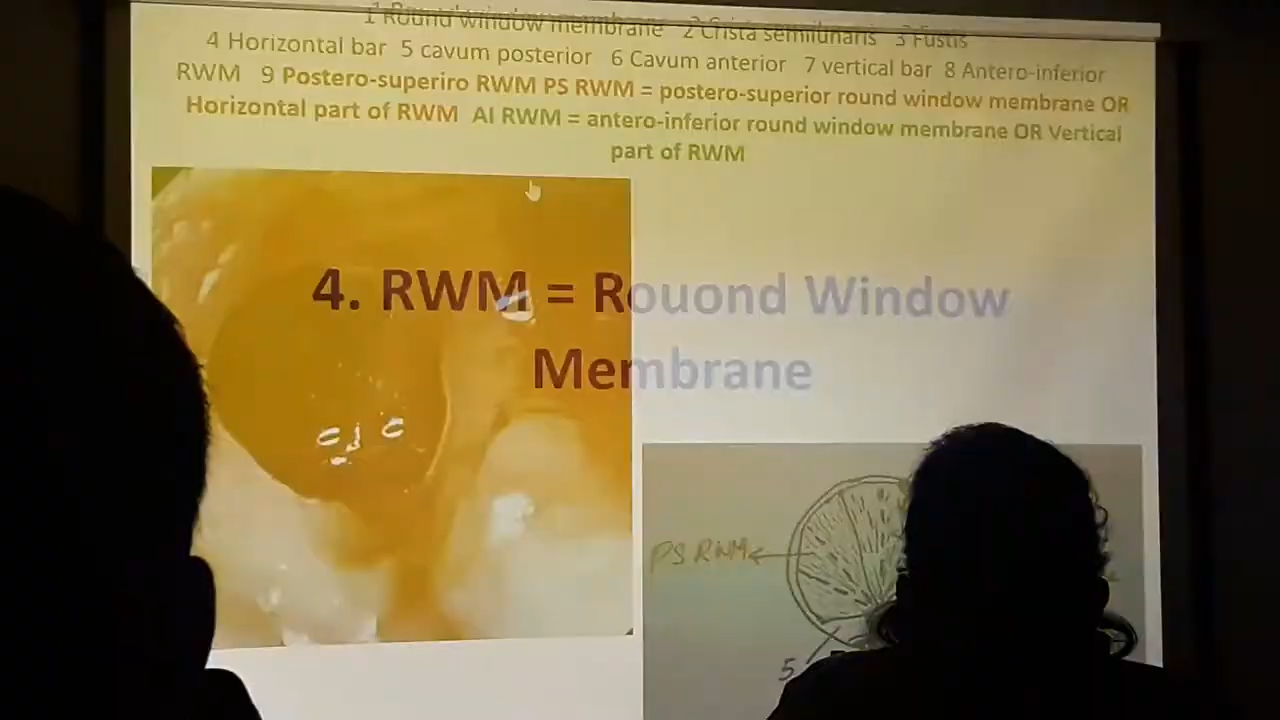 1 Round window membrane 2 Crista semilunaris 3 Fustis
4 Horizontal bar 5 cavum posterior 6 Cavum anterior 7 vertical bar 8 Antero-inferior
RWM 9 Postero-superiro RWM PS RWM = postero-superior round window membrane OR
Horizontal part of RWM AI RWM = antero-inferior round window membrane OR Vertical
part of RWM
4. RWM = Rouond Window
Membrane
PS RWM
5